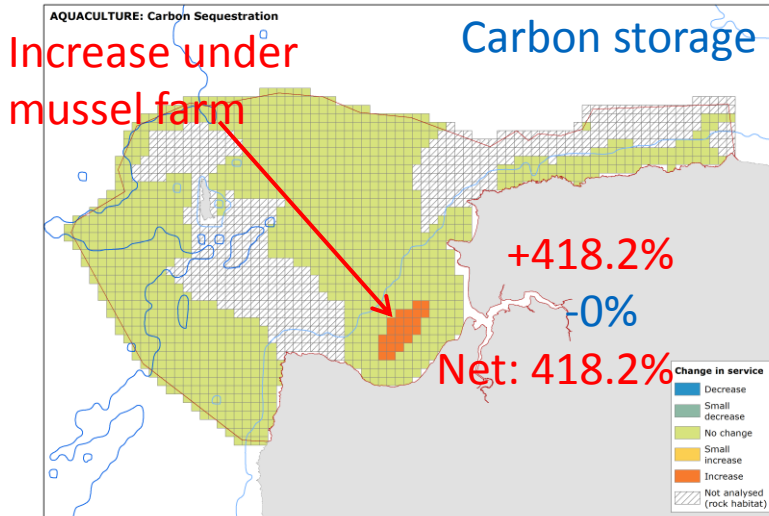 AQUACULTURE: Carbon Sequestration
Carbon storage
Increase under
mussel farm
+418.2%
-0%
Net: 418.2%
Change in service
Decrease
Small
decrease
No change
Small
increase
Increase
Not analysed
(rock habitat)